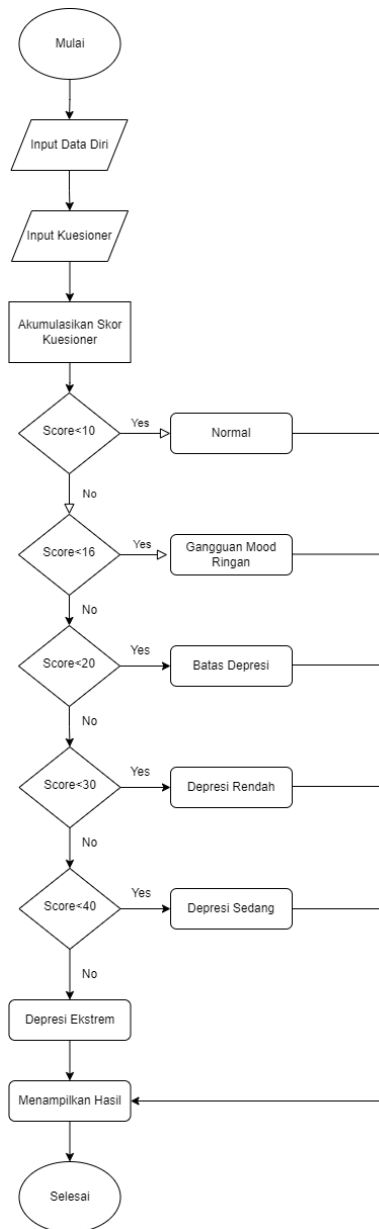 Mulai
Input Data Diri
Input Kuesioner
Akumulasikan Skor
Kuesioner
Score<10
Yes
Normal
No
Score<16
Yes
Gangguan Mood
Ringan
No
Score<20
Yes
Batas Depresi
No
Score<30
Yes
Depresi Rendah
No
Score<40
Yes
Depresi Sedang
No
Depresi Ekstrem
Menampilkan Hasil
Selesai